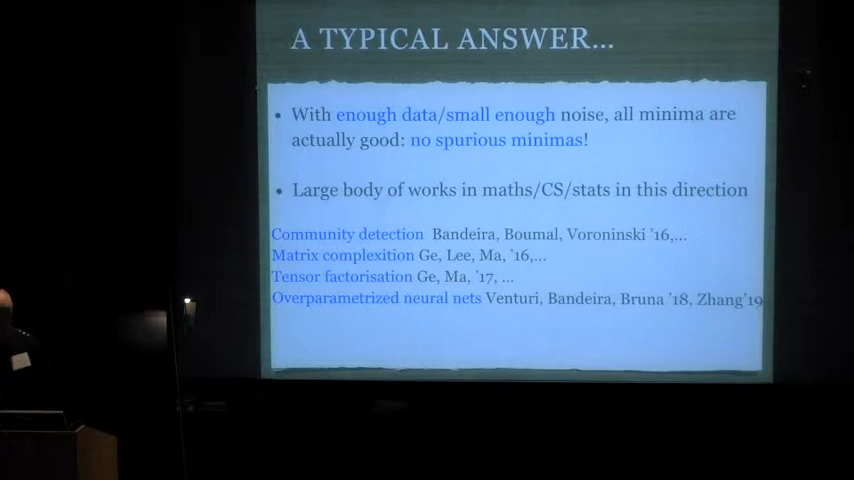 A TYPICAL ANSWER...
• With enough data/small enough noise, all minima are
actually good: no spurious minimas!
• Large body of works in maths/CS/stats in this direction
Community detection Bandeira, Boumal, Voroninski '16,...
Matrix complexition Ge, Lee, Ma, '16,...
Tensor factorisation Ge, Ma, '17, ...
Overparametrized neural nets Venturi, Bandeira, Bruna '18, Zhang'19